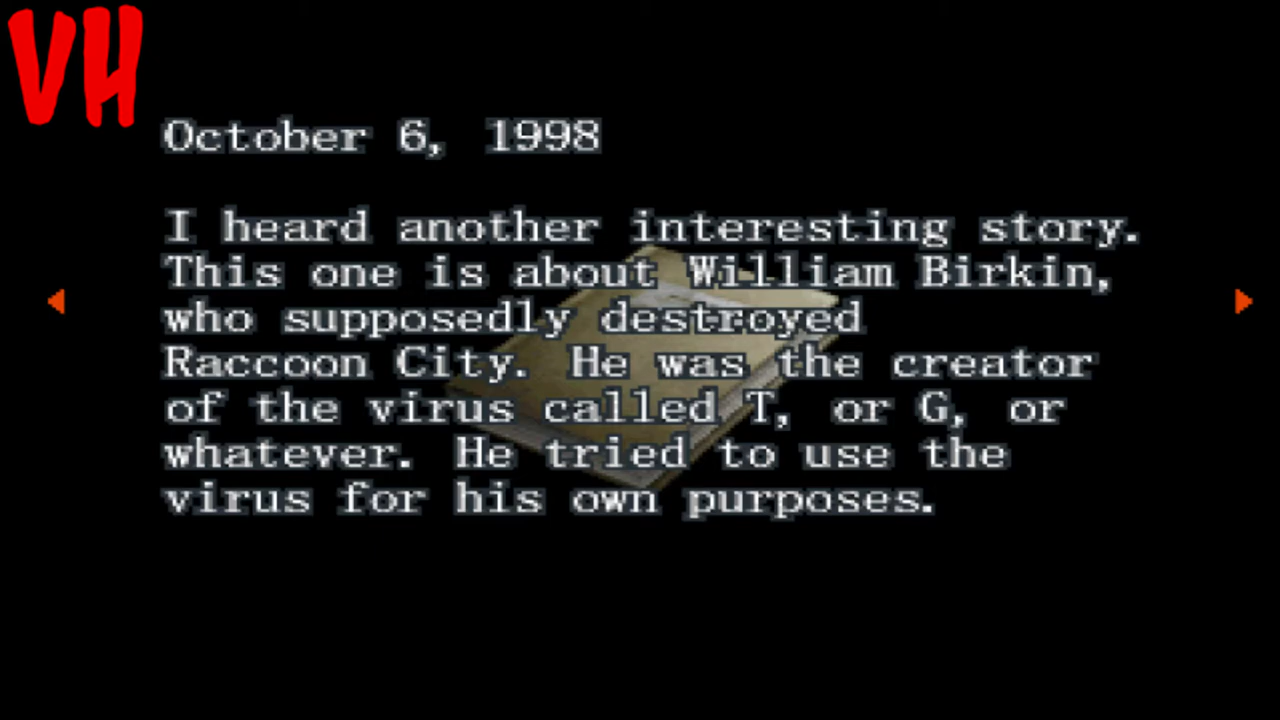 VH
October 6, 1998
I heard another interesting story.
This one is about William Birkin,
who supposedly destroyed
Raccoon City. He was the creator
of the virus called T, or G, or
whatever. He tried to use the
virus for his own purposes.